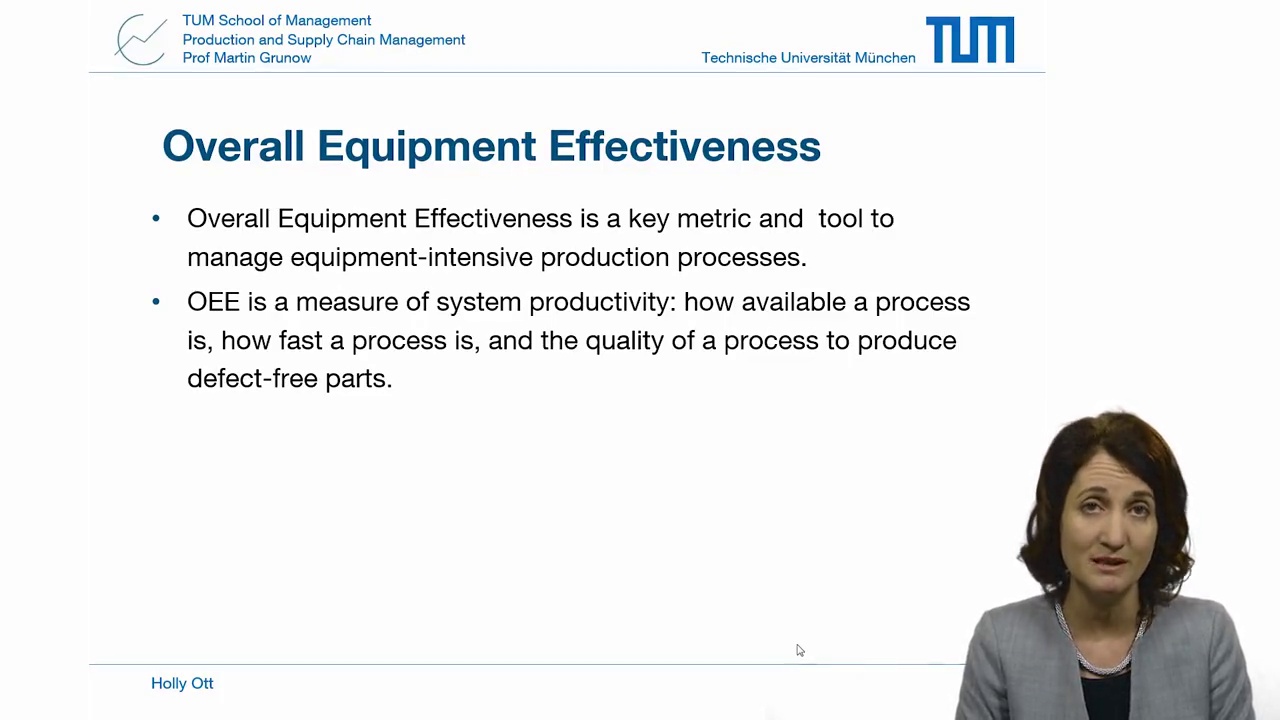 TUM School of Management
Production and Supply Chain Management
Prof Martin Grunow
Technische Universität München
TUM
Overall Equipment Effectiveness
• Overall Equipment Effectiveness is a key metric and  tool to
manage equipment-intensive production processes.
• OEE is a measure of system productivity: how available a process
is, how fast a process is, and the quality of a process to produce
defect-free parts.
Holly Ott